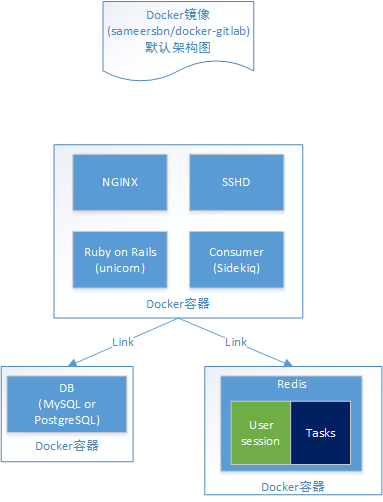 Docker镜像
(sameersbn/docker-gitlab)
默认架构图
NGINX
SSHD
Ruby on Rails
(unicorn)
Consumer
(Sidekiq)
Docker容器
Link
Link
DB
(MySQL or
PostgreSQL)
Docker容器
Redis
User
session
Tasks
Docker容器